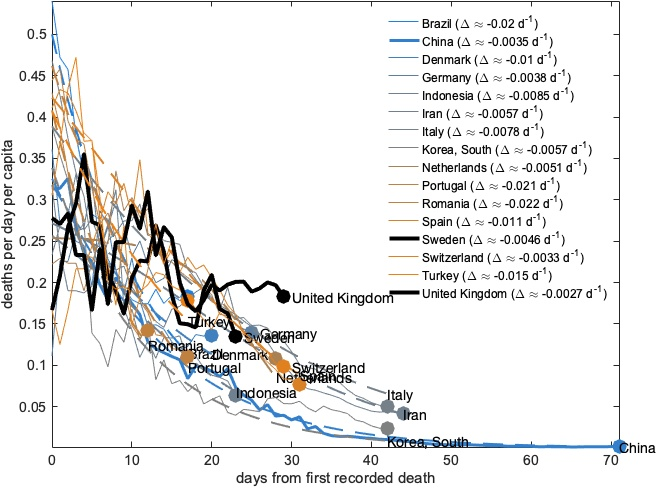 Brazil (Δ ≈ -0.02 d⁻¹)
China (Δ ≈ -0.0035 d⁻¹)
Denmark (Δ ≈ -0.01 d⁻¹)
Germany (Δ ≈ -0.0038 d⁻¹)
Indonesia (Δ ≈ -0.0085 d⁻¹)
Iran (Δ ≈ -0.0057 d⁻¹)
Italy (Δ ≈ -0.0078 d⁻¹)
Korea, South (Δ ≈ -0.0057 d⁻¹)
Netherlands (Δ ≈ -0.0051 d⁻¹)
Portugal (Δ ≈ -0.021 d⁻¹)
Romania (Δ ≈ -0.022 d⁻¹)
Spain (Δ ≈ -0.011 d⁻¹)
Sweden (Δ ≈ -0.0046 d⁻¹)
Switzerland (Δ ≈ -0.0033 d⁻¹)
Turkey (Δ ≈ -0.015 d⁻¹)
United Kingdom (Δ ≈ -0.0027 d⁻¹)
0.5
0.45
0.4
0.35
0.3
0.25
0.2
0.15
0.1
0.05
deaths per day per capita
United Kingdom
Turkey
Germany
Sweden
Romania
Brazil
Denmark
Portugal
Switzerland
Spain
Netherlands
Indonesia
Italy
Iran
Korea, South
China
0 10 20 30 40 50 60 70
days from first recorded death